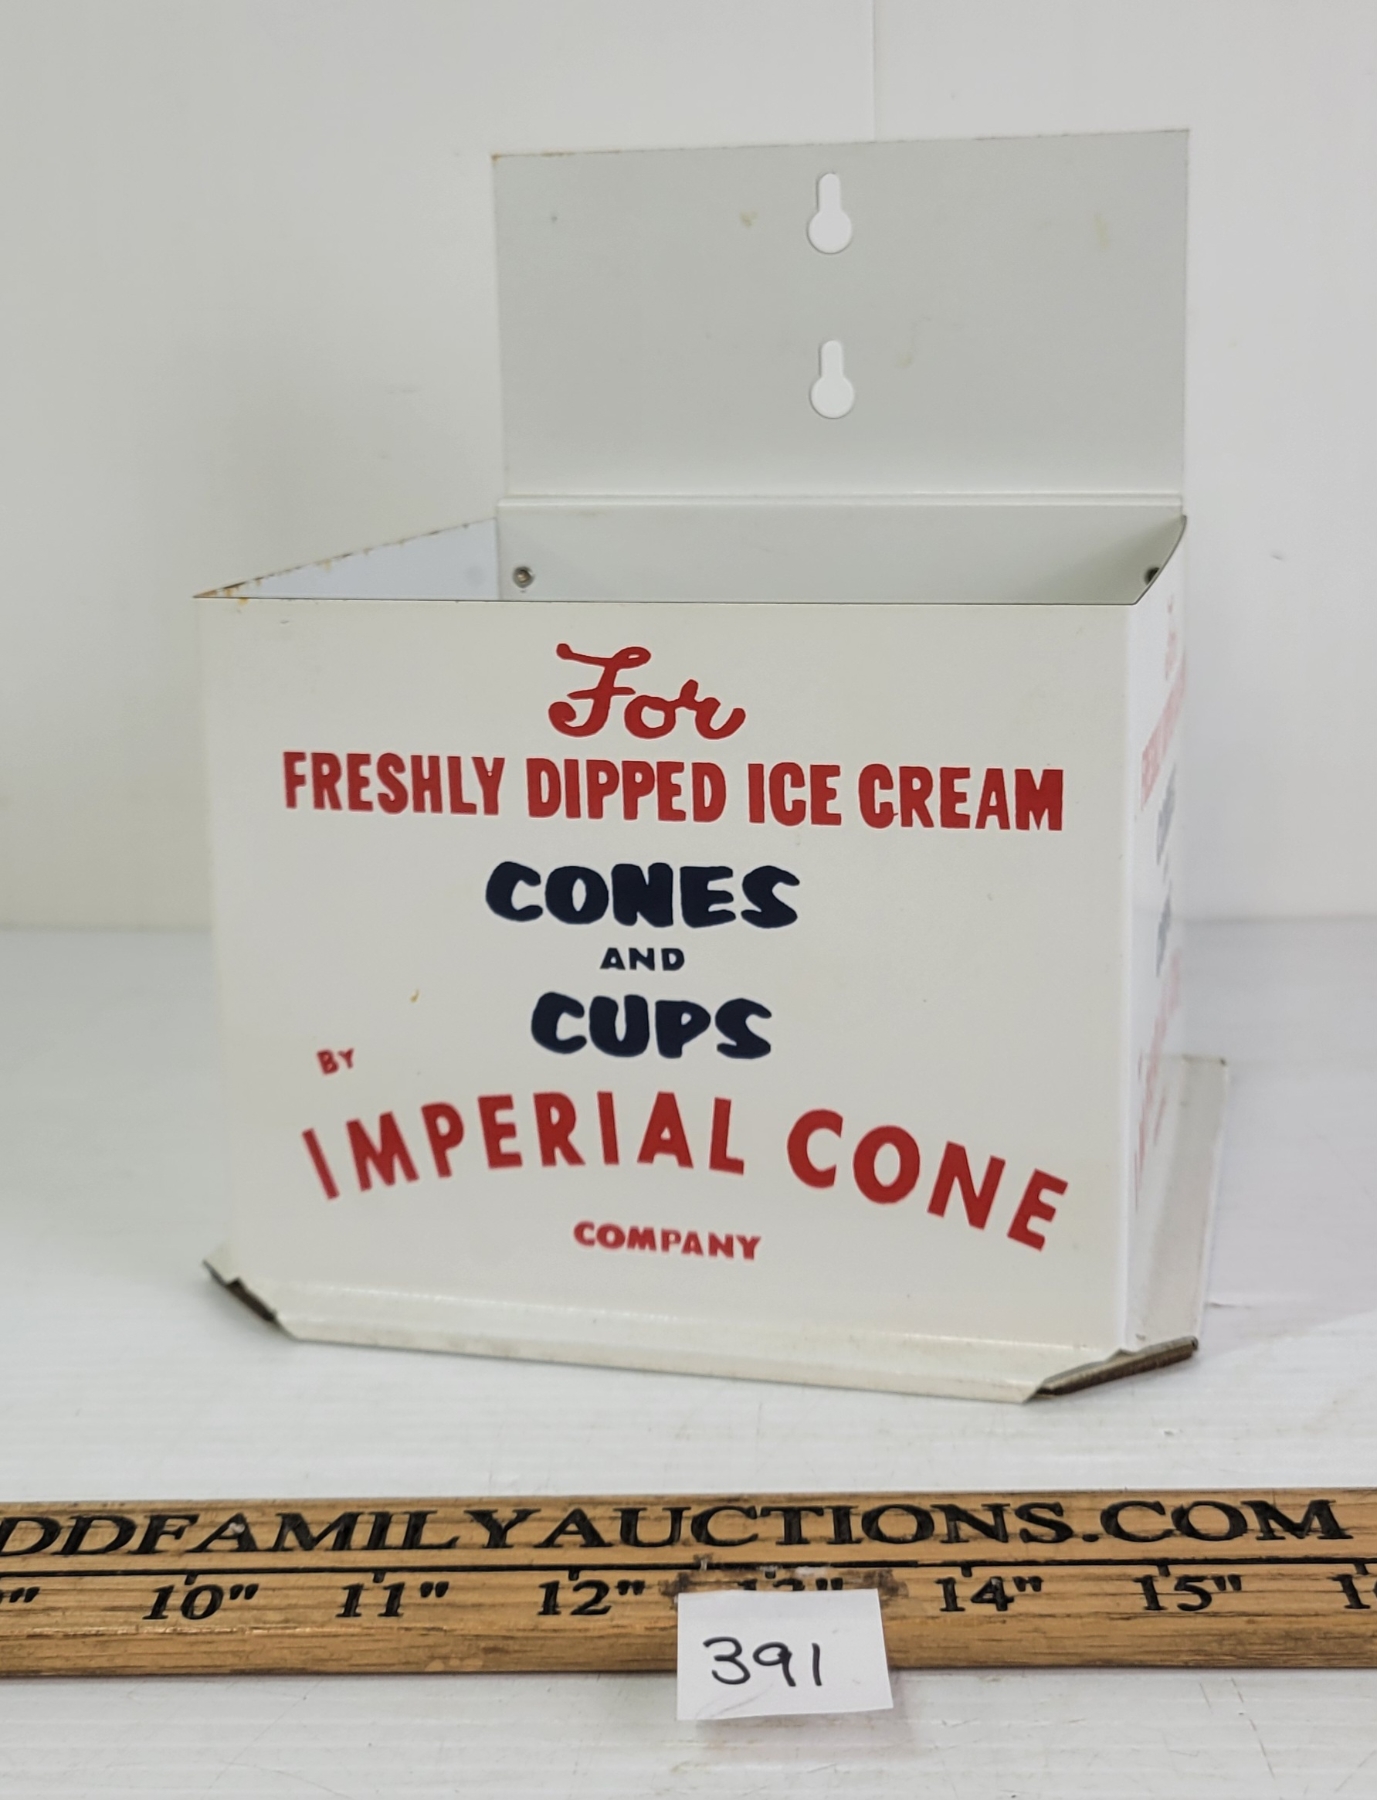 For
FRESHLY DIPPED ICE CREAM
CONES
AND
CUPS
BY
IMPERIAL CONE
COMPANY
DDFAMILYAUCTIONS.COM
10" 11" 12" 13" 14" 15"
391